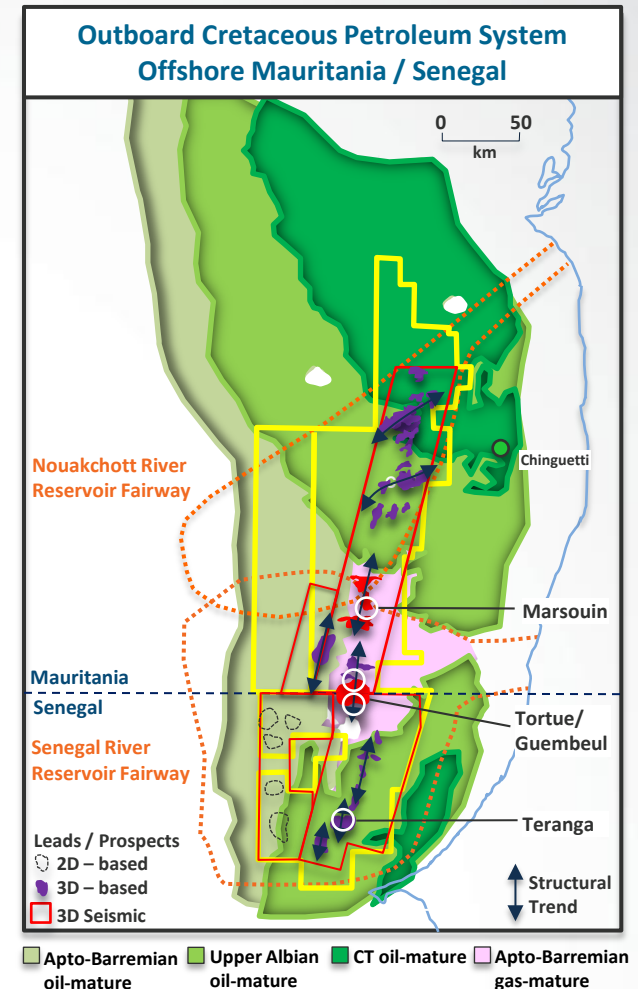 Outboard Cretaceous Petroleum System
Offshore Mauritania / Senegal
0 50
km
Nouakchott River
Reservoir Fairway
Chinguetti
Marsouin
Mauritania
Senegal
Tortue/
Guembeul
Senegal River
Reservoir Fairway
Teranga
Leads / Prospects
2D – based
3D – based
3D Seismic
Structural
Trend
Apto-Barremian
oil-mature
Upper Albian
oil-mature
CT oil-mature
Apto-Barremian
gas-mature